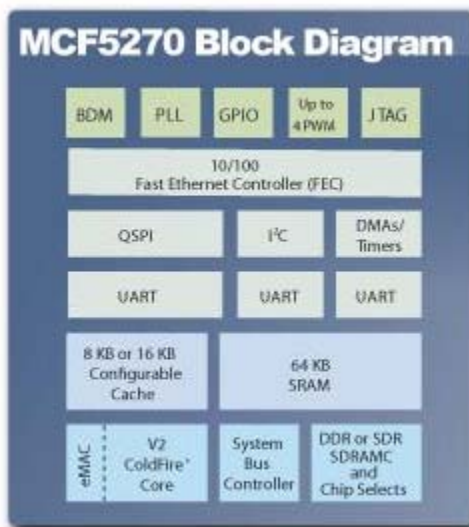 MCF5270 Block Diagram
BDM
PLL
GPIO
Up to
4 PWM
JTAG
10/100
Fast Ethernet Controller (FEC)
QSPI
I²C
DMAs/
Timers
UART
UART
UART
8 KB or 16 KB
Configurable
Cache
64 KB
SRAM
eMAC
V2
ColdFire®
Core
System
Bus
Controller
DDR or SDR
SDRAMC
and
Chip Selects